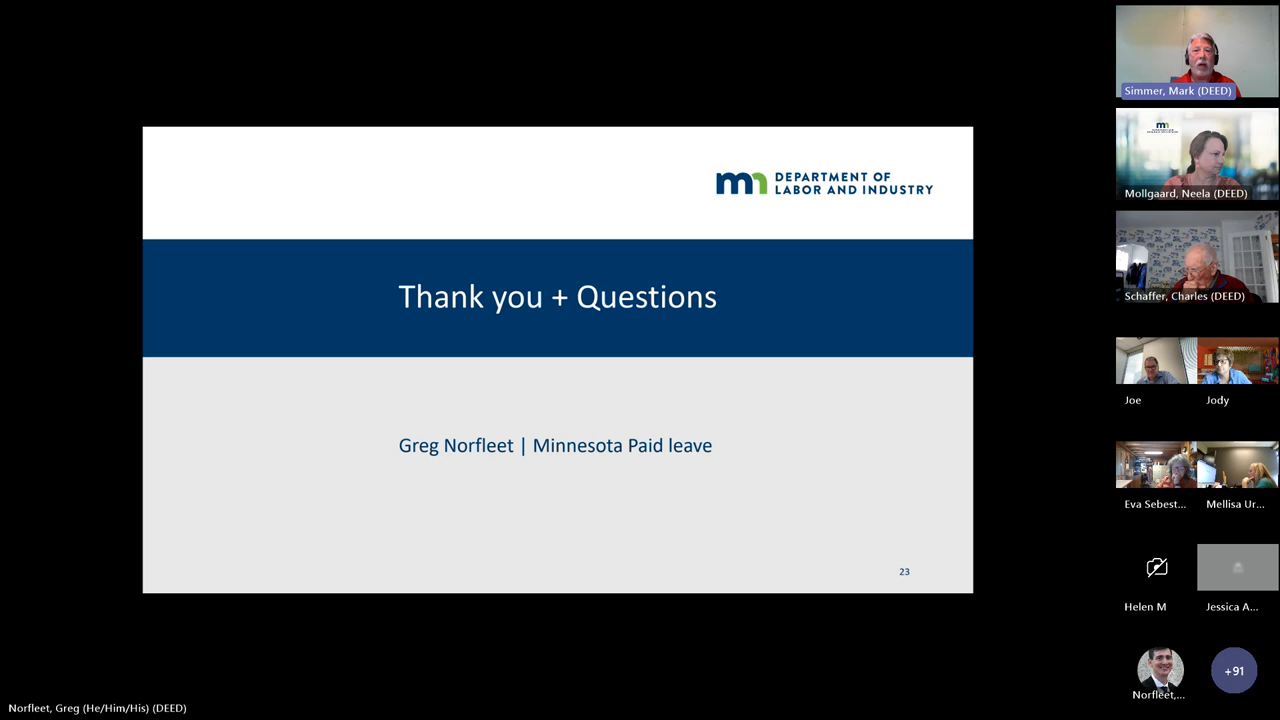 mn DEPARTMENT OF
LABOR AND INDUSTRY
Thank you + Questions
Greg Norfleet | Minnesota Paid leave
23
Simmer, Mark (DEED)
mn
Mollgaard, Neela (DEED)
Schaffer, Charles (DEED)
Joe
Jody
Eva Sebest...
Mellisa Ur...
Helen M
Jessica A...
Norfleet,...
+91
Norfleet, Greg (He/Him/His) (DEED)